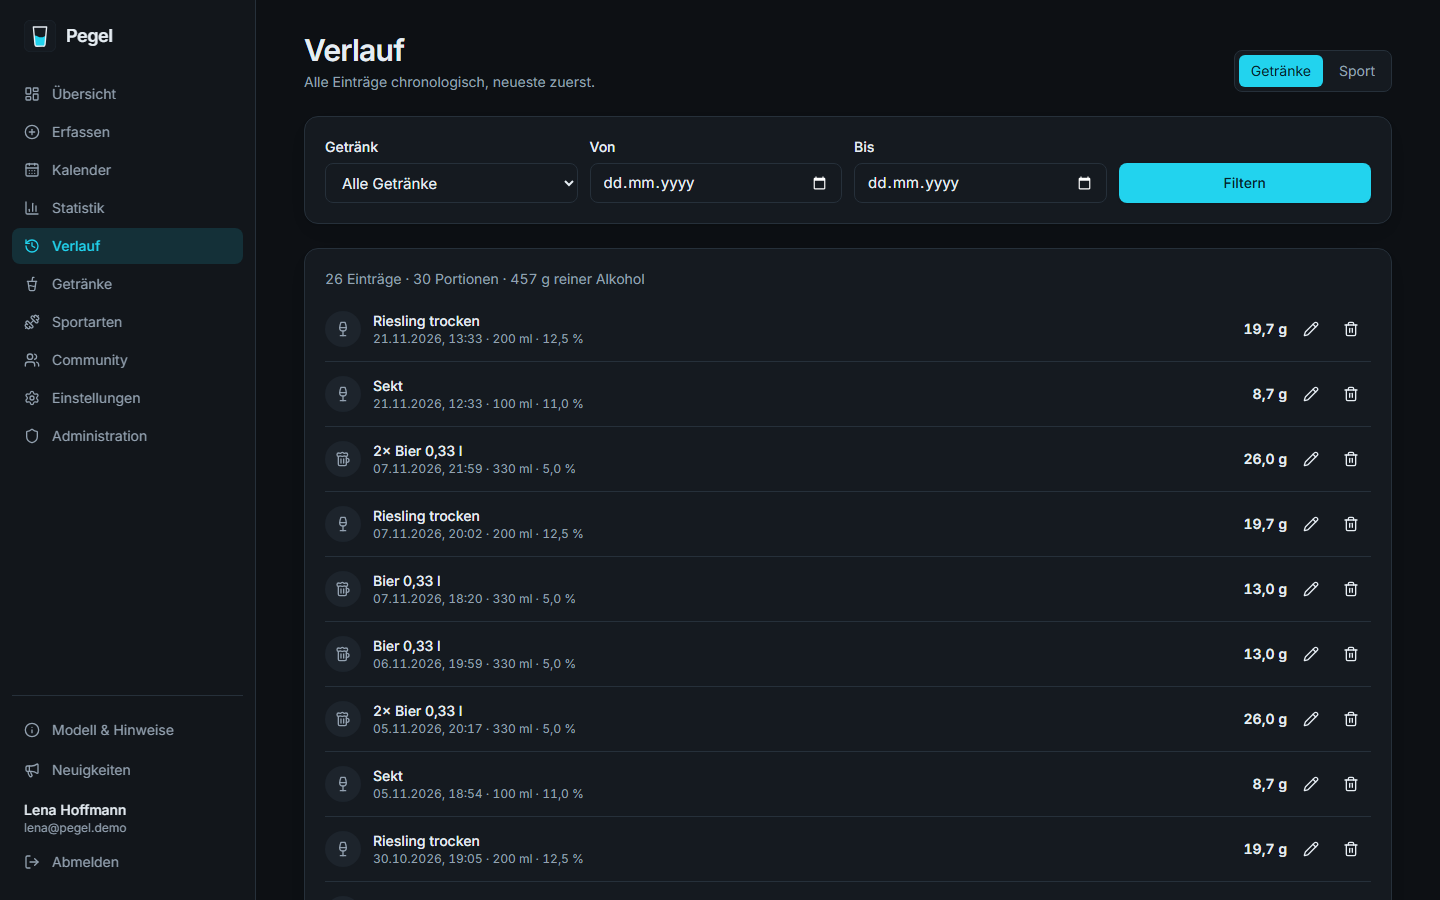 Pegel
Übersicht
Erfassen
Kalender
Statistik
Verlauf
Getränke
Sportarten
Community
Einstellungen
Administration
Modell & Hinweise
Neuigkeiten
Lena Hoffmann
lena@pegel.demo
Abmelden
Verlauf
Alle Einträge chronologisch, neueste zuerst.
Getränke Sport
Getränk Von Bis
Alle Getränke dd.mm.yyyy dd.mm.yyyy Filtern
26 Einträge · 30 Portionen · 457 g reiner Alkohol
Riesling trocken
21.11.2026, 13:33 · 200 ml · 12,5 %
19,7 g
Sekt
21.11.2026, 12:33 · 100 ml · 11,0 %
8,7 g
2× Bier 0,33 l
07.11.2026, 21:59 · 330 ml · 5,0 %
26,0 g
Riesling trocken
07.11.2026, 20:02 · 200 ml · 12,5 %
19,7 g
Bier 0,33 l
07.11.2026, 18:20 · 330 ml · 5,0 %
13,0 g
Bier 0,33 l
06.11.2026, 19:59 · 330 ml · 5,0 %
13,0 g
2× Bier 0,33 l
05.11.2026, 20:17 · 330 ml · 5,0 %
26,0 g
Sekt
05.11.2026, 18:54 · 100 ml · 11,0 %
8,7 g
Riesling trocken
30.10.2026, 19:05 · 200 ml · 12,5 %
19,7 g